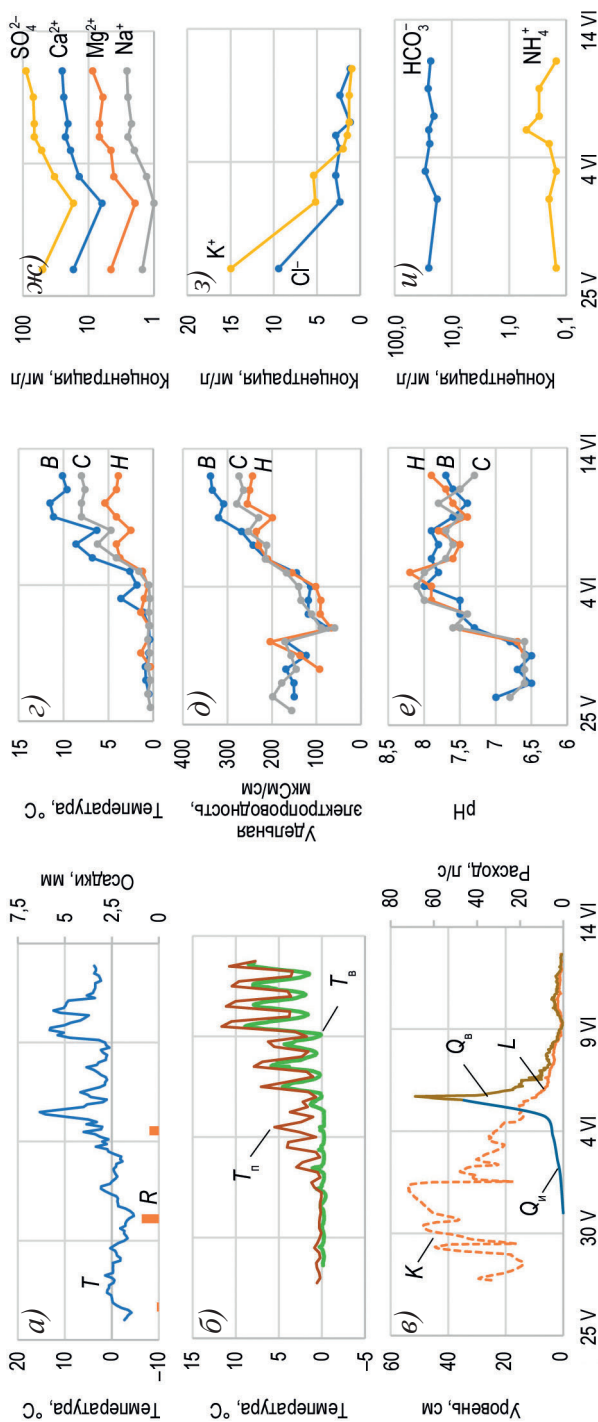 а)
Температура, °C
20
10
0
−10
Осадки, мм
7,5
5
2,5
0
T
R
б)
Температура, °C
15
10
5
0
−5
Tп
Tв
в)
Уровень, см
60
40
20
0
Расход, л/с
80
60
40
20
0
K
Qи
Qв
L
25 V
30 V
4 VI
9 VI
14 VI
г)
Температура, °C
15
10
5
0
B
C
H
д)
Удельная
электропроводность,
мкСм/см
400
300
200
100
0
B
C
H
е)
pH
8,5
8
7,5
7
6,5
6
H
B
C
25 V
4 VI
14 VI
ж)
Концентрация, мг/л
100
10
1
SO₄²⁻
Ca²⁺
Mg²⁺
Na⁺
з)
Концентрация, мг/л
20
15
10
5
0
K⁺
Cl⁻
и)
Концентрация, мг/л
100,0
10,0
1,0
0,1
HCO₃⁻
NH₄⁺
25 V
4 VI
14 VI